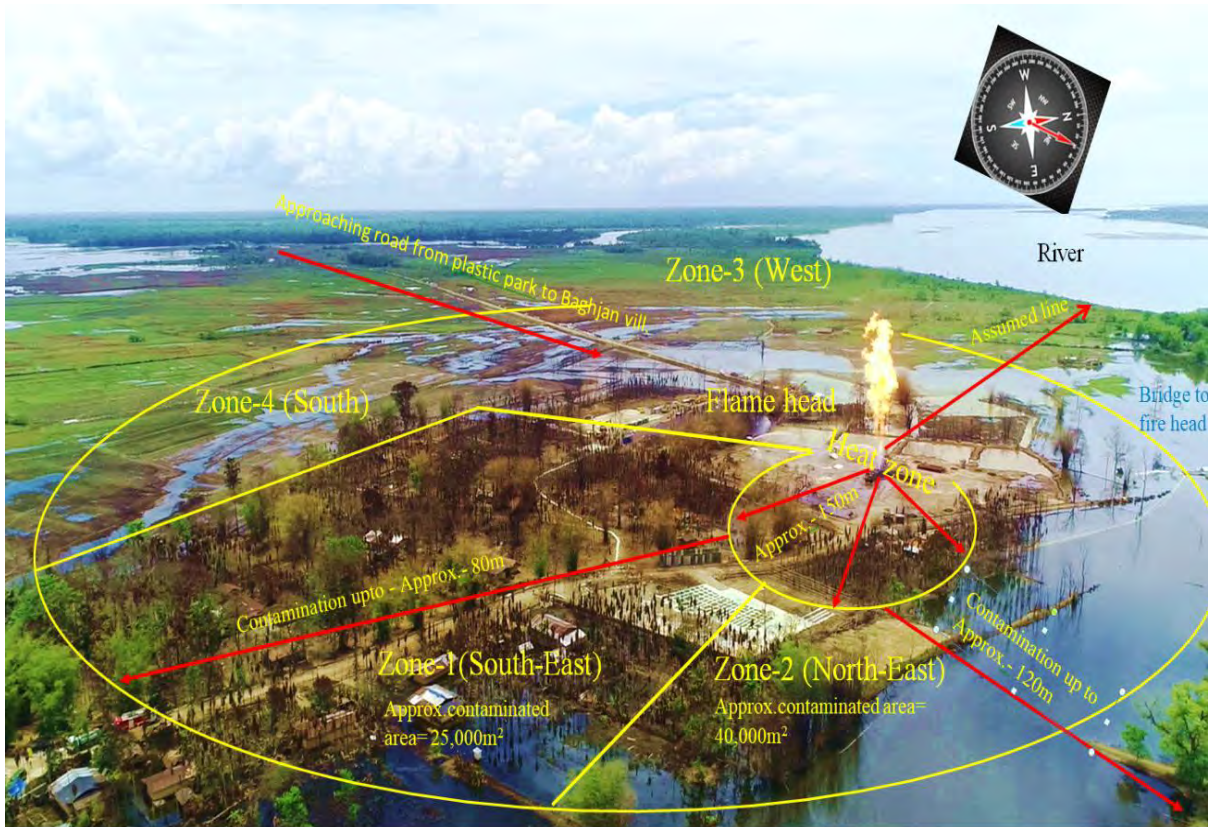 W
N
S
E
River
Approaching road from plastic park to Baghjan vill.
Zone-3 (West)
Assumed line
Zone-4 (South)
Flame head
Bridge to
fire head
Heat zone
Approx.- 150m
Contamination upto - Approx.- 80m
Contamination up to
Approx.- 120m
Zone-1(South-East)
Approx.contaminated
area= 25,000m²
Zone-2 (North-East)
Approx.contaminated area=
40,000m²